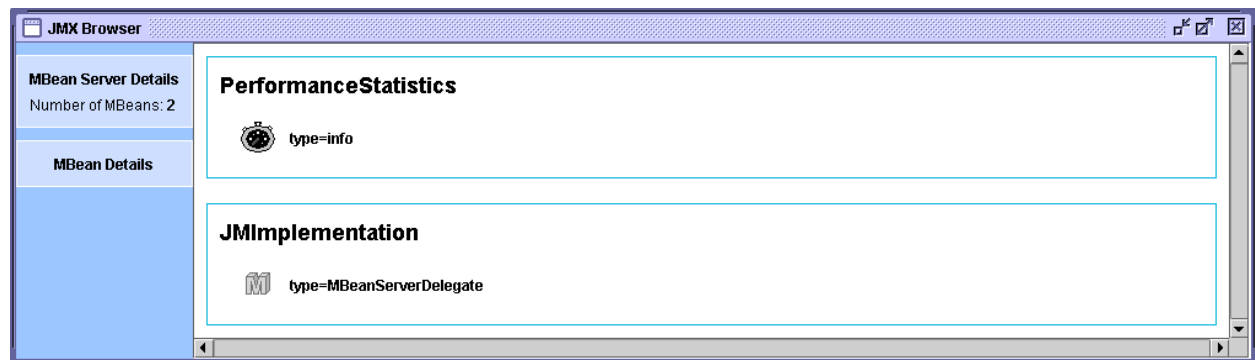 JMX Browser
MBean Server Details
Number of MBeans: 2
MBean Details
PerformanceStatistics
type=info
JMImplementation
M type=MBeanServerDelegate